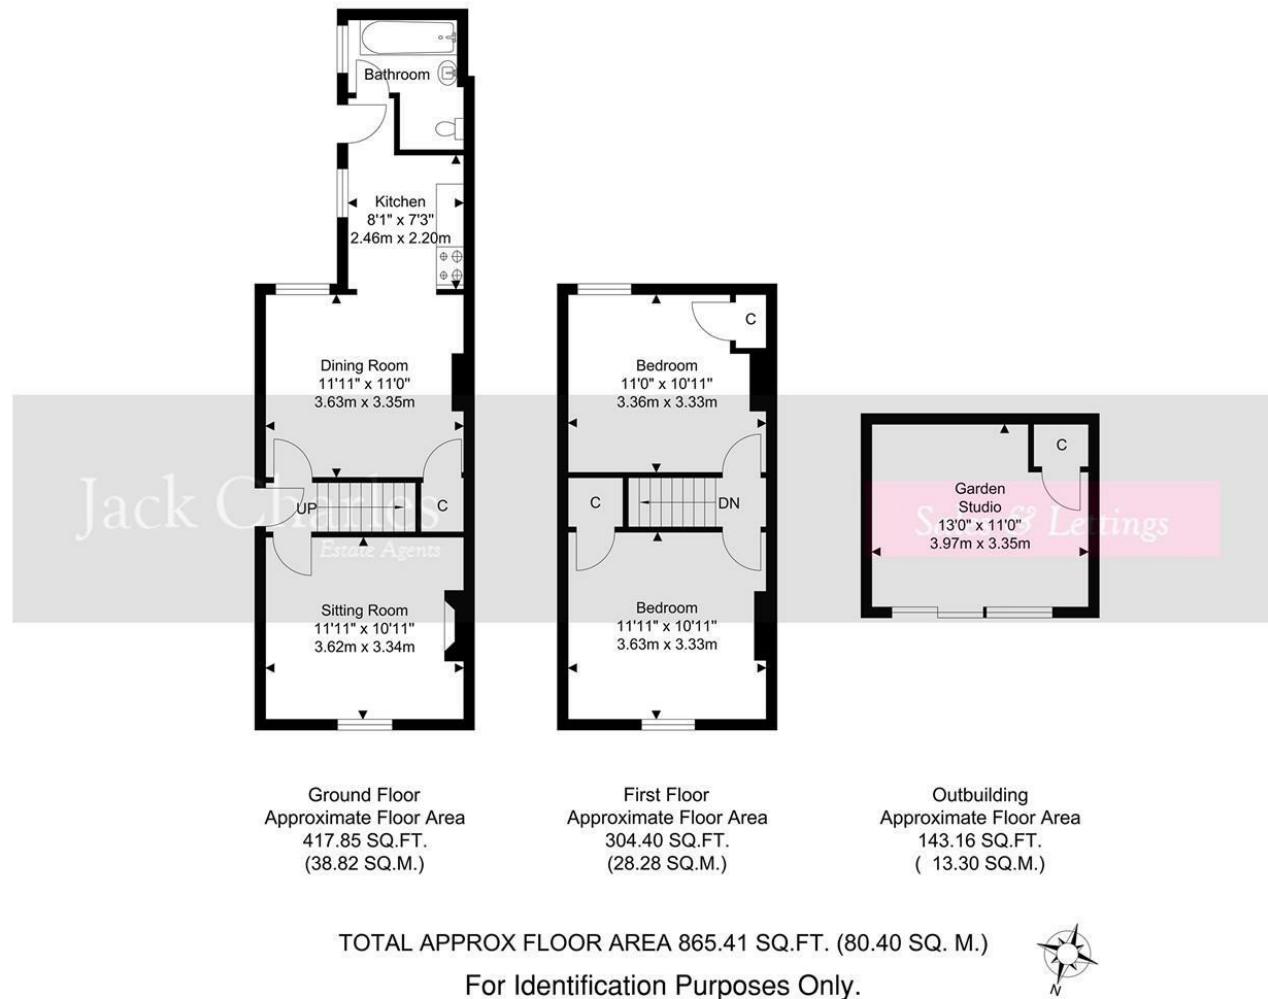 Bathroom
Kitchen
8'1" x 7'3"
2.46m x 2.20m
Dining Room
11'11" x 11'0"
3.63m x 3.35m
UP
C
Sitting Room
11'11" x 10'11"
3.62m x 3.34m
C
Bedroom
11'0" x 10'11"
3.36m x 3.33m
C
DN
Bedroom
11'11" x 10'11"
3.63m x 3.33m
C
Garden
Studio
13'0" x 11'0"
3.97m x 3.35m
Jack Charles
Estate Agents
Sales & Lettings
Ground Floor
Approximate Floor Area
417.85 SQ.FT.
(38.82 SQ.M.)
First Floor
Approximate Floor Area
304.40 SQ.FT.
(28.28 SQ.M.)
Outbuilding
Approximate Floor Area
143.16 SQ.FT.
( 13.30 SQ.M.)
TOTAL APPROX FLOOR AREA 865.41 SQ.FT. (80.40 SQ. M.)
For Identification Purposes Only.
N